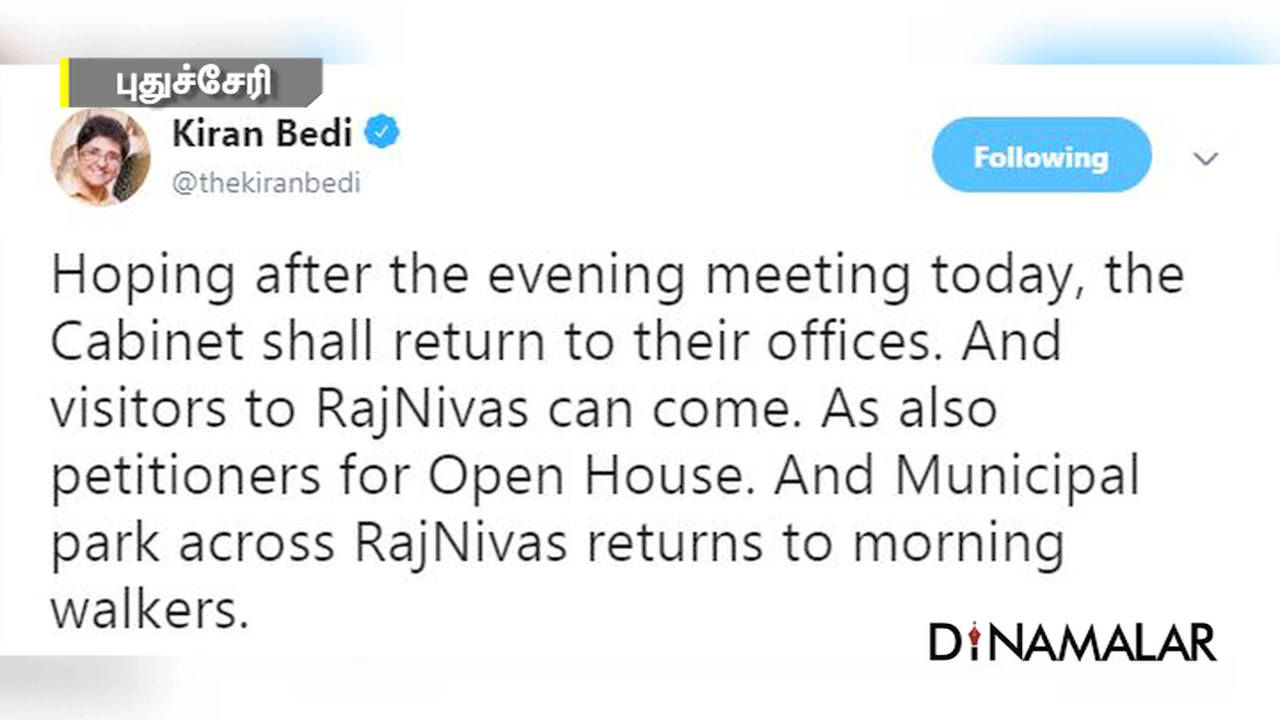 புதுச்சேரி
Kiran Bedi
@thekiranbedi
Following
Hoping after the evening meeting today, the
Cabinet shall return to their offices. And
visitors to RajNivas can come. As also
petitioners for Open House. And Municipal
park across RajNivas returns to morning
walkers.
DINAMALAR